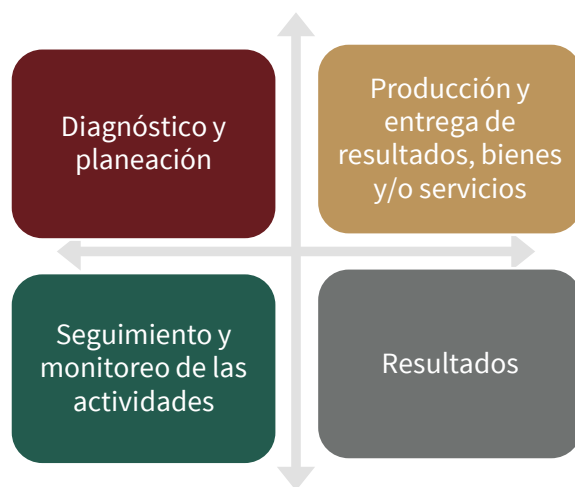 Diagnóstico y
planeación
Producción y
entrega de
resultados, bienes
y/o servicios
Seguimiento y
monitoreo de las
actividades
Resultados